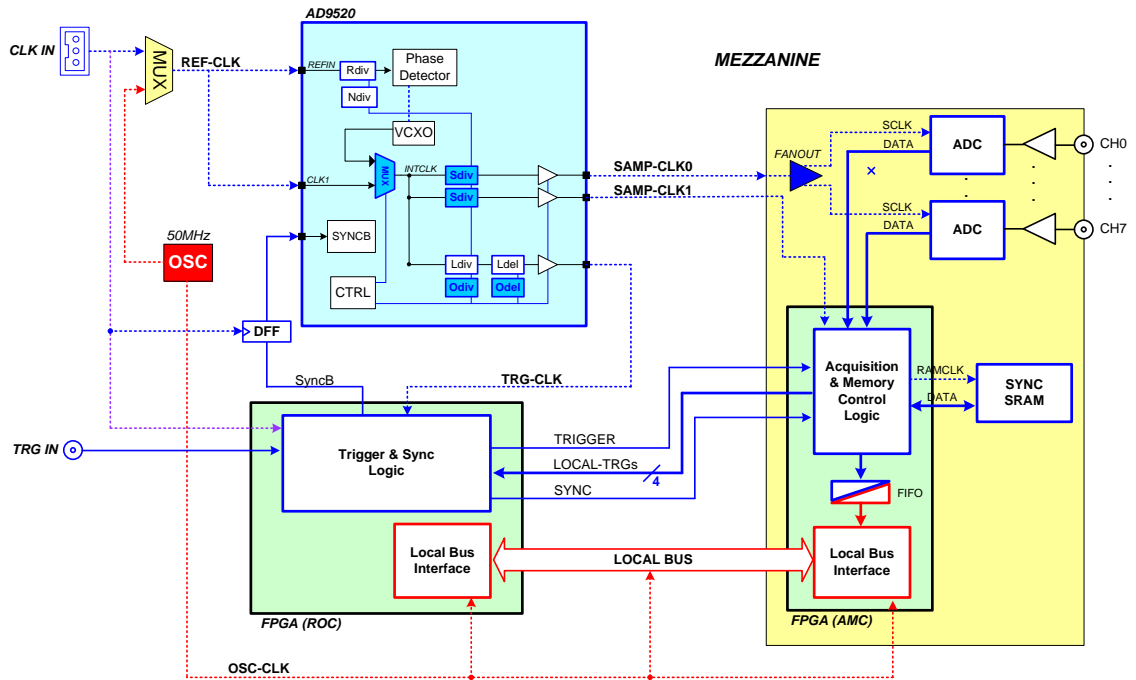 AD9520
CLK IN
MUX
REF-CLK
REFIN
Rdiv
Phase
Detector
Ndiv
VCXO
MUX
CLK1
INTCLK
Sdiv
Sdiv
SYNCB
Ldiv
Ldel
Odiv
Odel
CTRL
SAMP-CLK0
SAMP-CLK1
MEZZANINE
FANOUT
SCLK
DATA
ADC
CH0
SCLK
DATA
ADC
CH7
50MHz
OSC
DFF
SyncB
TRG-CLK
TRG IN
Trigger & Sync
Logic
TRIGGER
LOCAL-TRGs
4
SYNC
Acquisition
& Memory
Control
Logic
RAMCLK
DATA
SYNC
SRAM
FIFO
Local Bus
Interface
LOCAL BUS
Local Bus
Interface
FPGA (ROC)
FPGA (AMC)
OSC-CLK